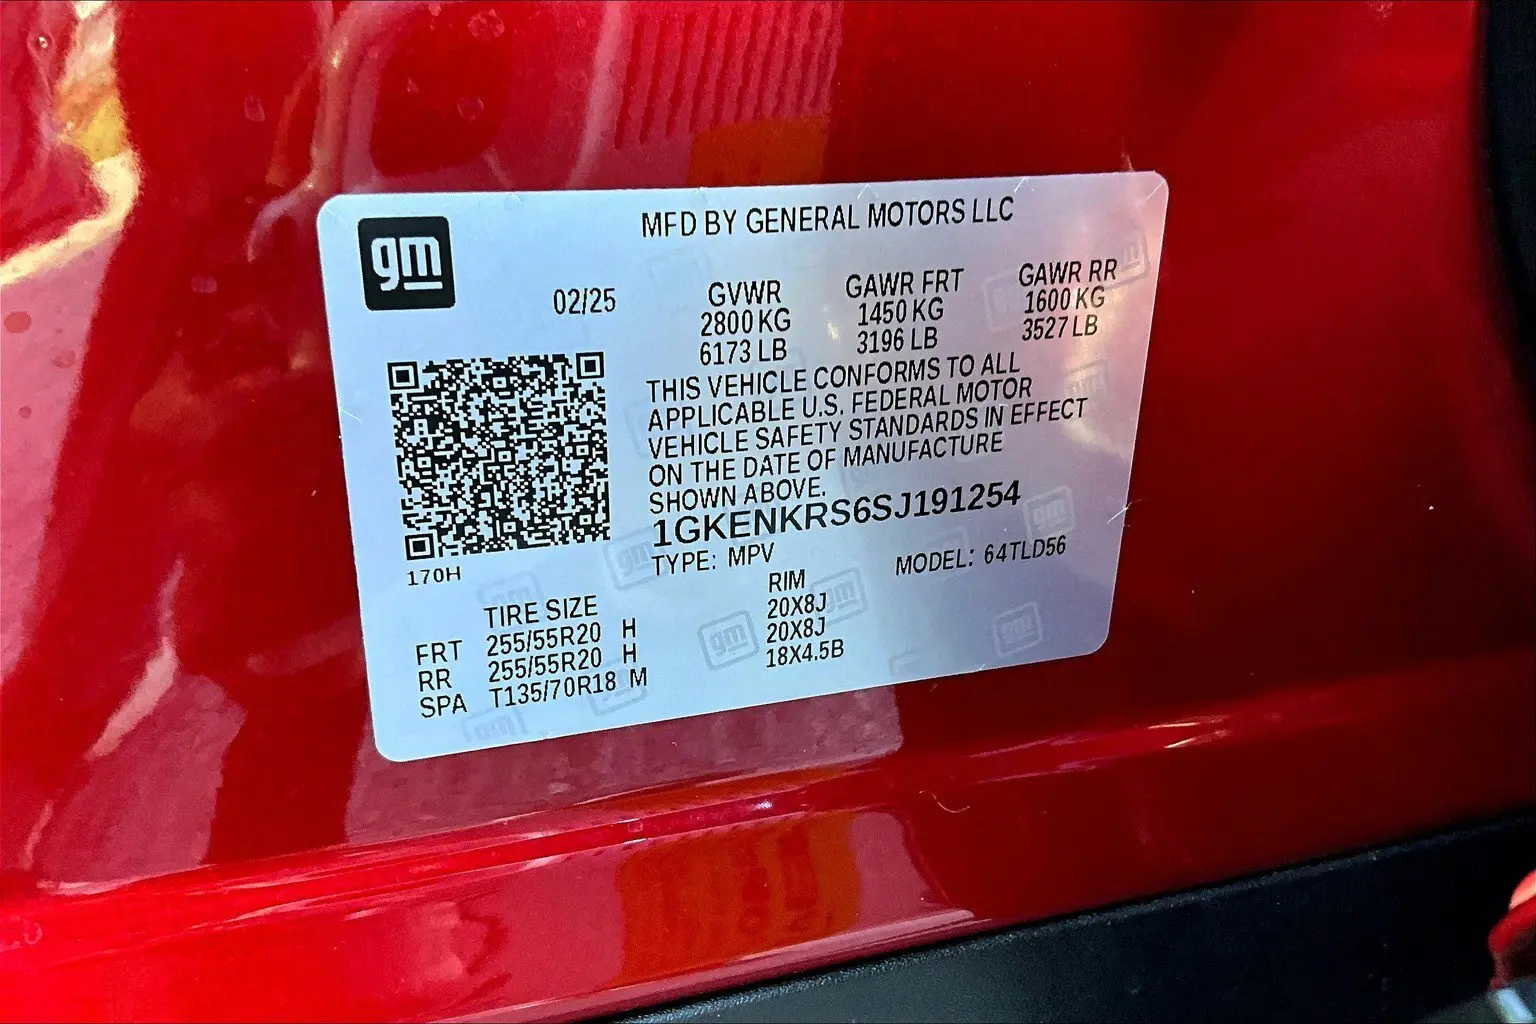 MFD BY GENERAL MOTORS LLC
gm
02/25
GVWR GAWR FRT GAWR RR
2800 KG 1450 KG 1600 KG
6173 LB 3196 LB 3527 LB
THIS VEHICLE CONFORMS TO ALL
APPLICABLE U.S. FEDERAL MOTOR
VEHICLE SAFETY STANDARDS IN EFFECT
ON THE DATE OF MANUFACTURE
SHOWN ABOVE.
1GKENKRS6SJ191254
TYPE: MPV MODEL: 64TLD56
170H
TIRE SIZE RIM
FRT 255/55R20 H 20X8J
RR 255/55R20 H 20X8J
SPA T135/70R18 M 18X4.5B